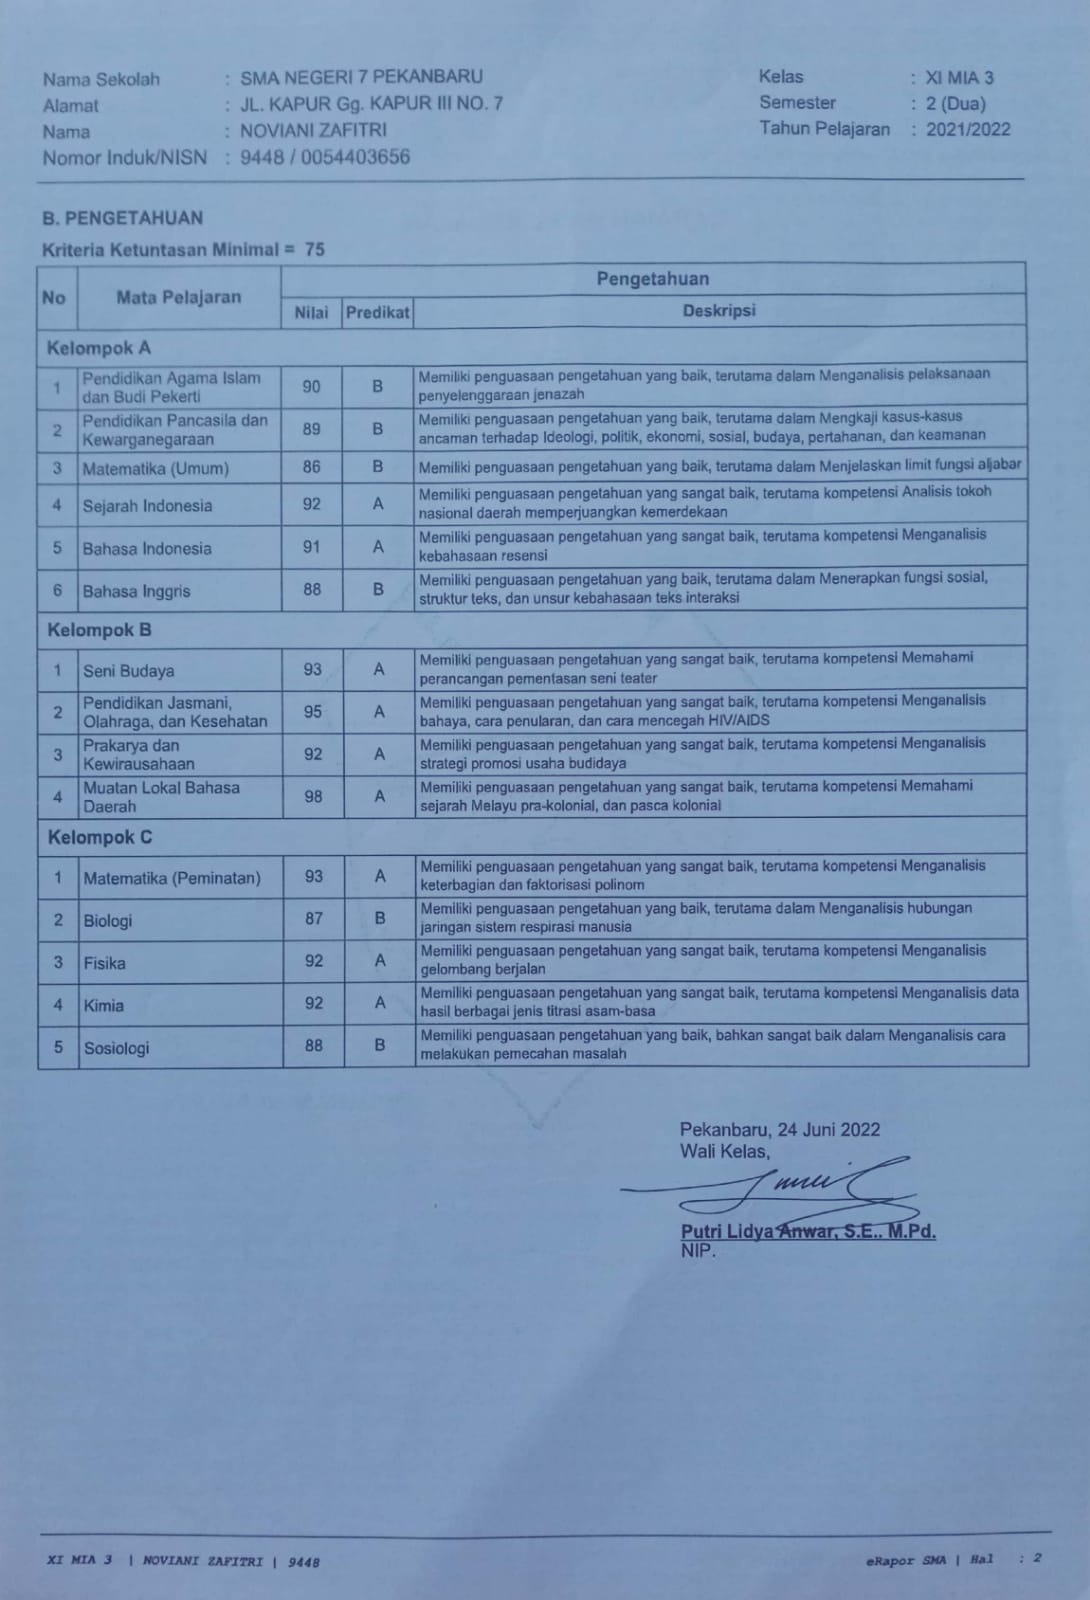 Nama Sekolah : SMA NEGERI 7 PEKANBARU
Alamat : JL. KAPUR Gg. KAPUR III NO. 7
Nama : NOVIANI ZAFITRI
Nomor Induk/NISN : 9448 / 0054403656
Kelas : XI MIA 3
Semester : 2 (Dua)
Tahun Pelajaran : 2021/2022
B. PENGETAHUAN
Kriteria Ketuntasan Minimal = 75
No Mata Pelajaran Pengetahuan
Nilai Predikat Deskripsi
Kelompok A
1 Pendidikan Agama Islam dan Budi Pekerti 90 B Memiliki penguasaan pengetahuan yang baik, terutama dalam Menganalisis pelaksanaan
penyelenggaraan jenazah
2 Pendidikan Pancasila dan Kewarganegaraan 89 B Memiliki penguasaan pengetahuan yang baik, terutama dalam Mengkaji kasus-kasus
ancaman terhadap Ideologi, politik, ekonomi, sosial, budaya, pertahanan, dan keamanan
3 Matematika (Umum) 86 B Memiliki penguasaan pengetahuan yang baik, terutama dalam Menjelaskan limit fungsi aljabar
4 Sejarah Indonesia 92 A Memiliki penguasaan pengetahuan yang sangat baik, terutama kompetensi Analisis tokoh
nasional daerah memperjuangkan kemerdekaan
5 Bahasa Indonesia 91 A Memiliki penguasaan pengetahuan yang sangat baik, terutama kompetensi Menganalisis
kebahasaan resensi
6 Bahasa Inggris 88 B Memiliki penguasaan pengetahuan yang baik, terutama dalam Menerapkan fungsi sosial,
struktur teks, dan unsur kebahasaan teks interaksi
Kelompok B
1 Seni Budaya 93 A Memiliki penguasaan pengetahuan yang sangat baik, terutama kompetensi Memahami
perancangan pementasan seni teater
2 Pendidikan Jasmani, Olahraga, dan Kesehatan 95 A Memiliki penguasaan pengetahuan yang sangat baik, terutama kompetensi Menganalisis
bahaya, cara penularan, dan cara mencegah HIV/AIDS
3 Prakarya dan Kewirausahaan 92 A Memiliki penguasaan pengetahuan yang sangat baik, terutama kompetensi Menganalisis
strategi promosi usaha budidaya
4 Muatan Lokal Bahasa Daerah 98 A Memiliki penguasaan pengetahuan yang sangat baik, terutama kompetensi Memahami
sejarah Melayu pra-kolonial, dan pasca kolonial
Kelompok C
1 Matematika (Peminatan) 93 A Memiliki penguasaan pengetahuan yang sangat baik, terutama kompetensi Menganalisis
keterbagian dan faktorisasi polinom
2 Biologi 87 B Memiliki penguasaan pengetahuan yang baik, terutama dalam Menganalisis hubungan
jaringan sistem respirasi manusia
3 Fisika 92 A Memiliki penguasaan pengetahuan yang sangat baik, terutama kompetensi Menganalisis
gelombang berjalan
4 Kimia 92 A Memiliki penguasaan pengetahuan yang sangat baik, terutama kompetensi Menganalisis data
hasil berbagai jenis titrasi asam-basa
5 Sosiologi 88 B Memiliki penguasaan pengetahuan yang baik, bahkan sangat baik dalam Menganalisis cara
melakukan pemecahan masalah
Pekanbaru, 24 Juni 2022
Wali Kelas,
Putri Lidya Anwar, S.E., M.Pd.
NIP.
XI MIA 3 | NOVIANI ZAFITRI | 9448
eRapor SMA | Hal : 2